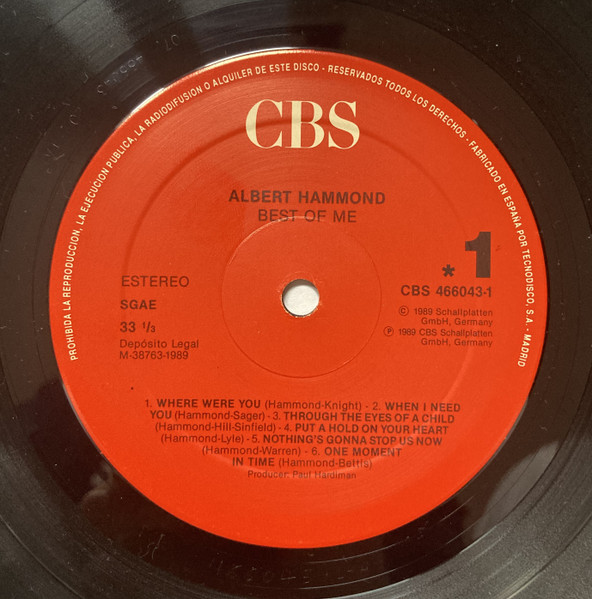 PROHIBIDA LA REPRODUCCION, LA EJECUCION PUBLICA, LA RADIODIFUSION O ALQUILER DE ESTE DISCO - RESERVADOS TODOS LOS DERECHOS - FABRICADO EN ESPAÑA POR TECNODISCO, S.A. - MADRID
CBS
ALBERT HAMMOND
BEST OF ME
* 1
ESTEREO
CBS 466043-1
SGAE
© 1989 Schallplatten
GmbH, Germany
33 1/3
℗ 1989 CBS Schallplatten
GmbH, Germany
Depósito Legal
M-38763-1989
1. WHERE WERE YOU (Hammond-Knight) - 2. WHEN I NEED
YOU (Hammond-Sager) - 3. THROUGH THE EYES OF A CHILD
(Hammond-Hill-Sinfield) - 4. PUT A HOLD ON YOUR HEART
(Hammond-Lyle) - 5. NOTHING'S GONNA STOP US NOW
(Hammond-Warren) - 6. ONE MOMENT
IN TIME (Hammond-Bettis)
Producer: Paul Hardiman